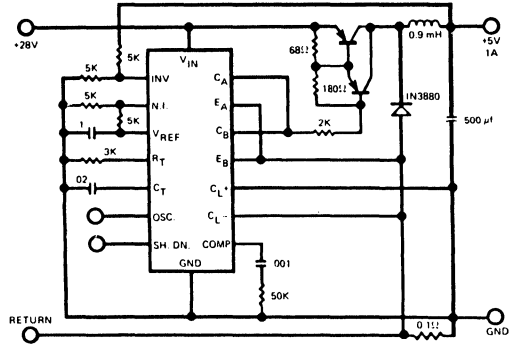 +28V
5K
68Ω
0.9 mH
+5V
1A
VIN
5K
INV
CA
180Ω
5K
N.I.
EA
IN3880
1
5K
VREF
CB
2K
500 µf
3K
RT
EB
02
CT
CL+
OSC.
CL−
SH. DN.
COMP
GND
001
50K
RETURN
0.1Ω
GND